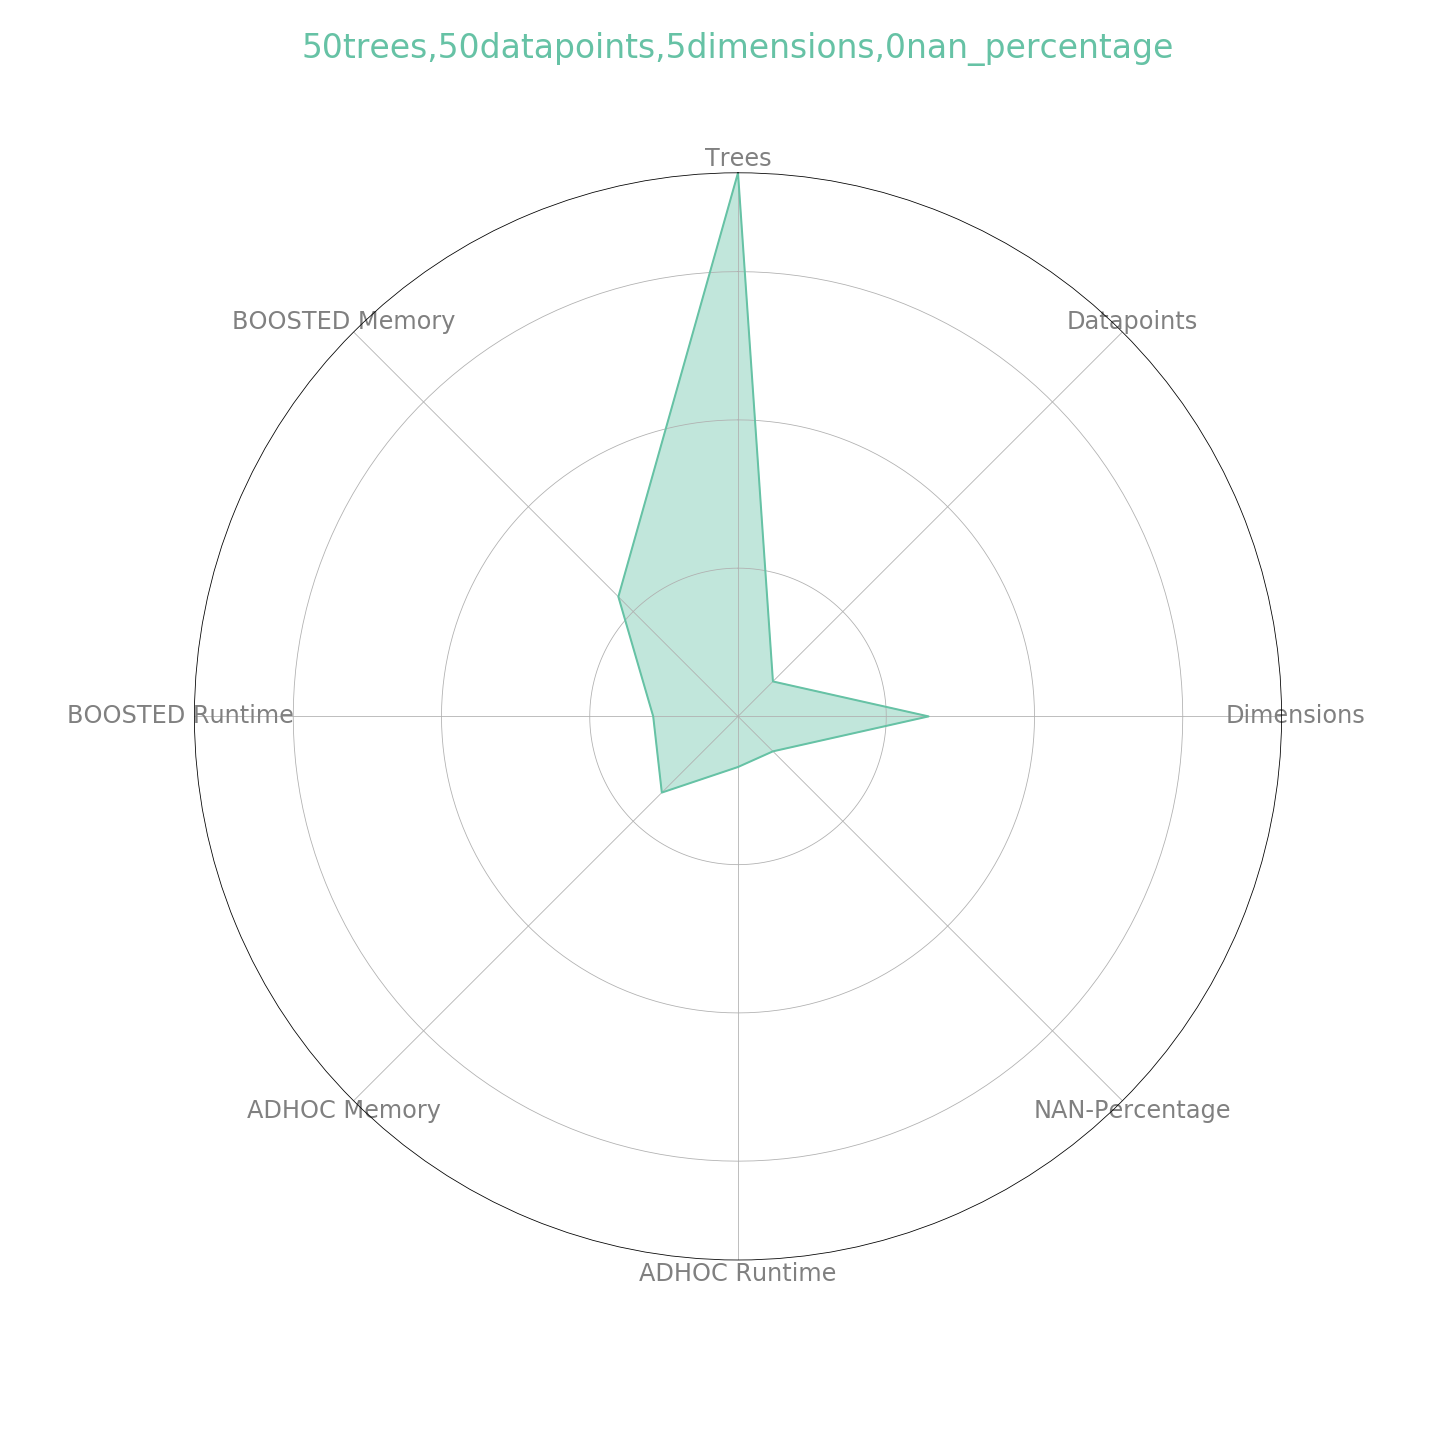 50trees,50datapoints,5dimensions,0nan_percentage
Trees
BOOSTED Memory
Datapoints
BOOSTED Runtime
Dimensions
ADHOC Memory
NAN-Percentage
ADHOC Runtime